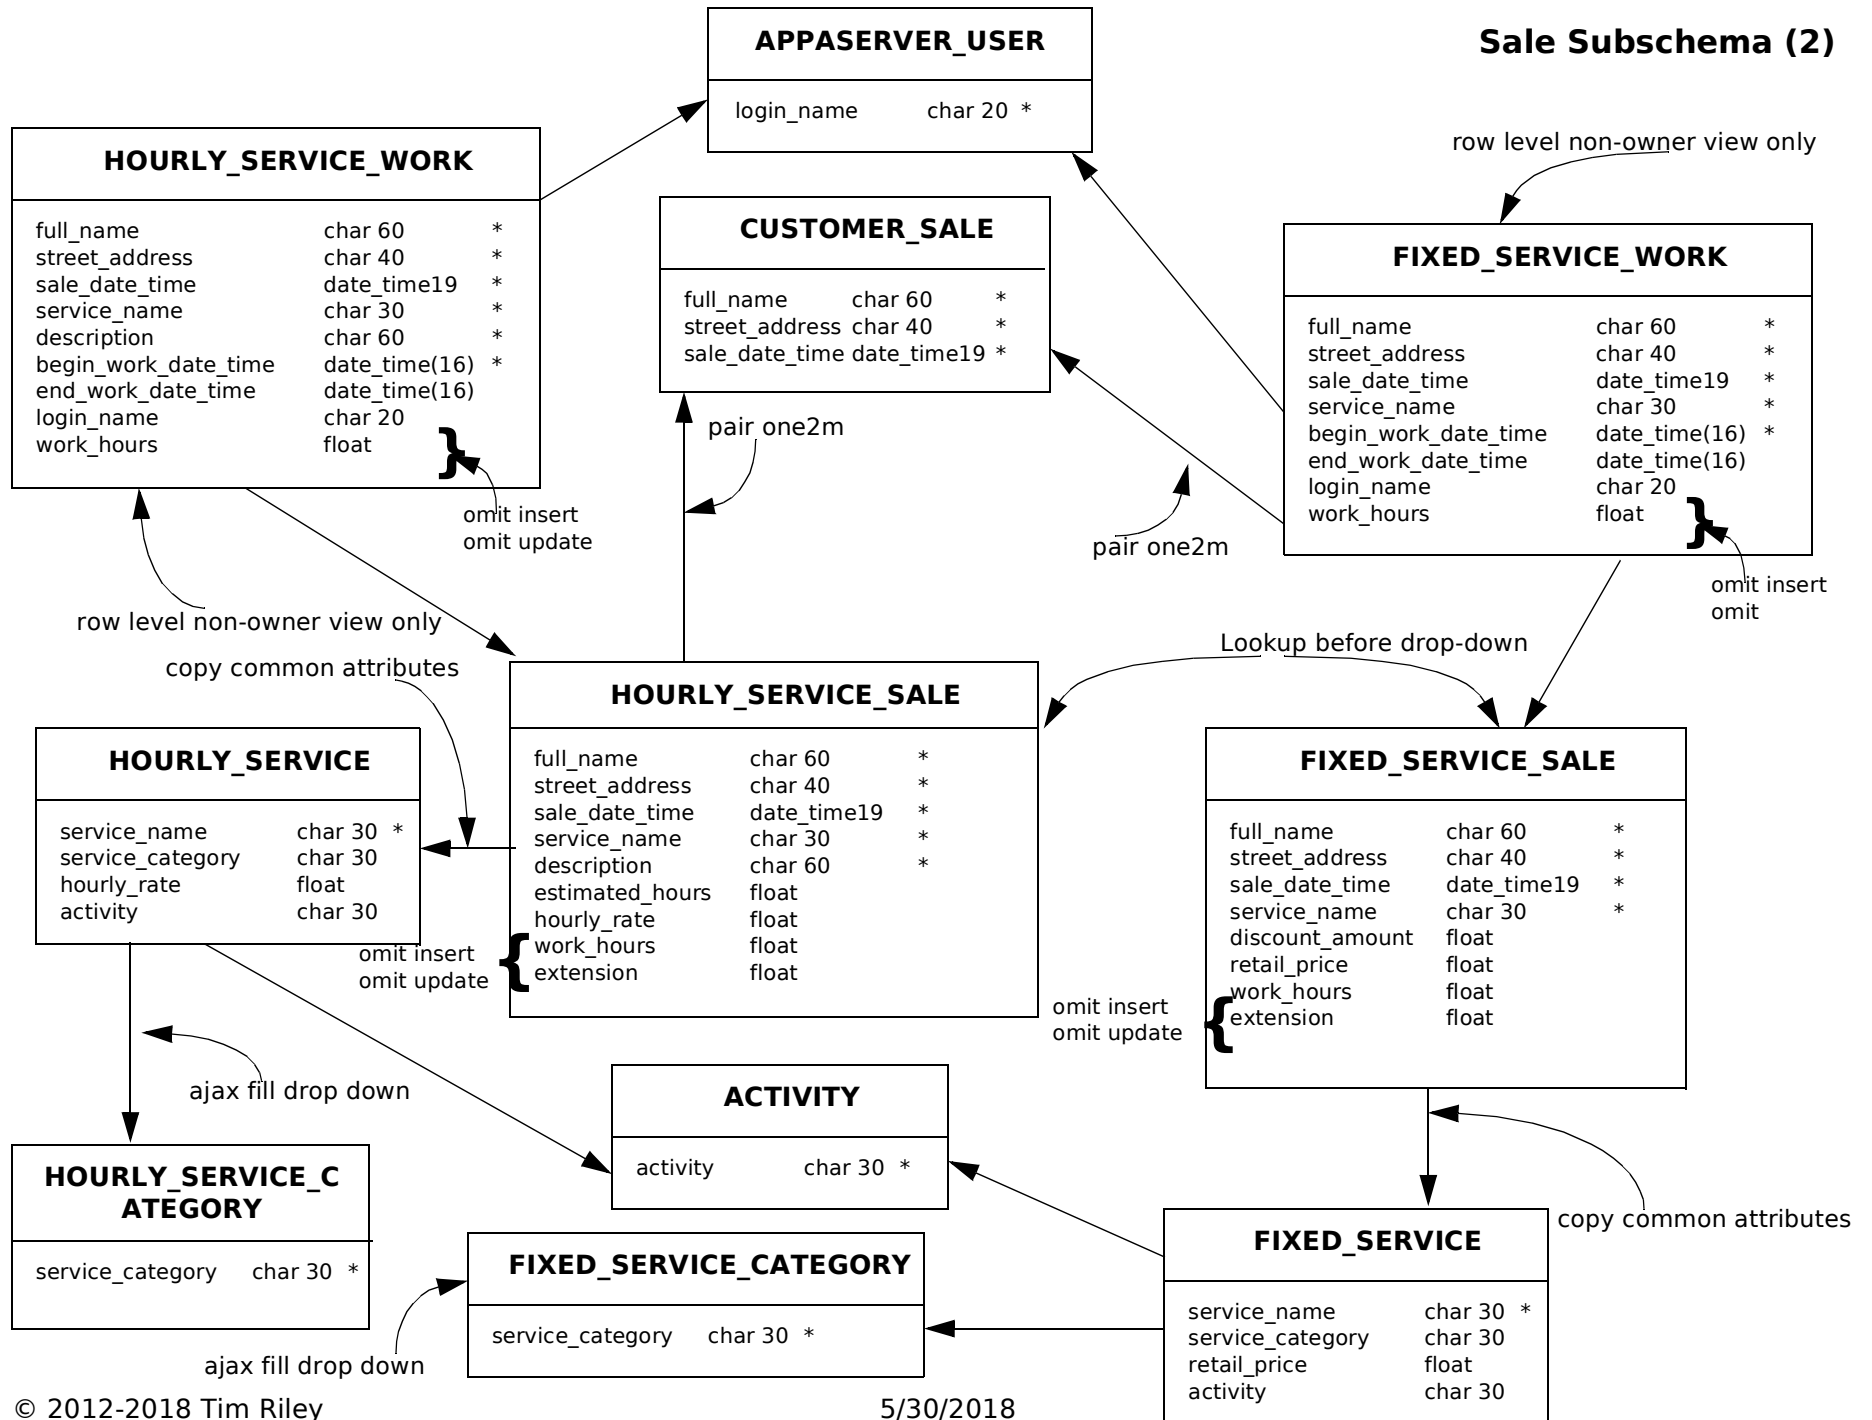 Sale Subschema (2)
APPASERVER_USER
login_name char 20 *
HOURLY_SERVICE_WORK
full_name char 60 *
street_address char 40 *
sale_date_time date_time19 *
service_name char 30 *
description char 60 *
begin_work_date_time date_time(16) *
end_work_date_time date_time(16)
login_name char 20
work_hours float
}
omit insert
omit update
row level non-owner view only
CUSTOMER_SALE
full_name char 60 *
street_address char 40 *
sale_date_time date_time19 *
pair one2m
pair one2m
row level non-owner view only
FIXED_SERVICE_WORK
full_name char 60 *
street_address char 40 *
sale_date_time date_time19 *
service_name char 30 *
begin_work_date_time date_time(16) *
end_work_date_time date_time(16)
login_name char 20
work_hours float
}
omit insert
omit
Lookup before drop-down
copy common attributes
HOURLY_SERVICE
service_name char 30 *
service_category char 30
hourly_rate float
activity char 30
HOURLY_SERVICE_SALE
full_name char 60 *
street_address char 40 *
sale_date_time date_time19 *
service_name char 30 *
description char 60 *
estimated_hours float
hourly_rate float
work_hours float
extension float
{
omit insert
omit update
FIXED_SERVICE_SALE
full_name char 60 *
street_address char 40 *
sale_date_time date_time19 *
service_name char 30 *
discount_amount float
retail_price float
work_hours float
extension float
{
omit insert
omit update
ajax fill drop down
HOURLY_SERVICE_C
ATEGORY
service_category char 30 *
ACTIVITY
activity char 30 *
FIXED_SERVICE_CATEGORY
service_category char 30 *
ajax fill drop down
copy common attributes
FIXED_SERVICE
service_name char 30 *
service_category char 30
retail_price float
activity char 30
© 2012-2018 Tim Riley
5/30/2018